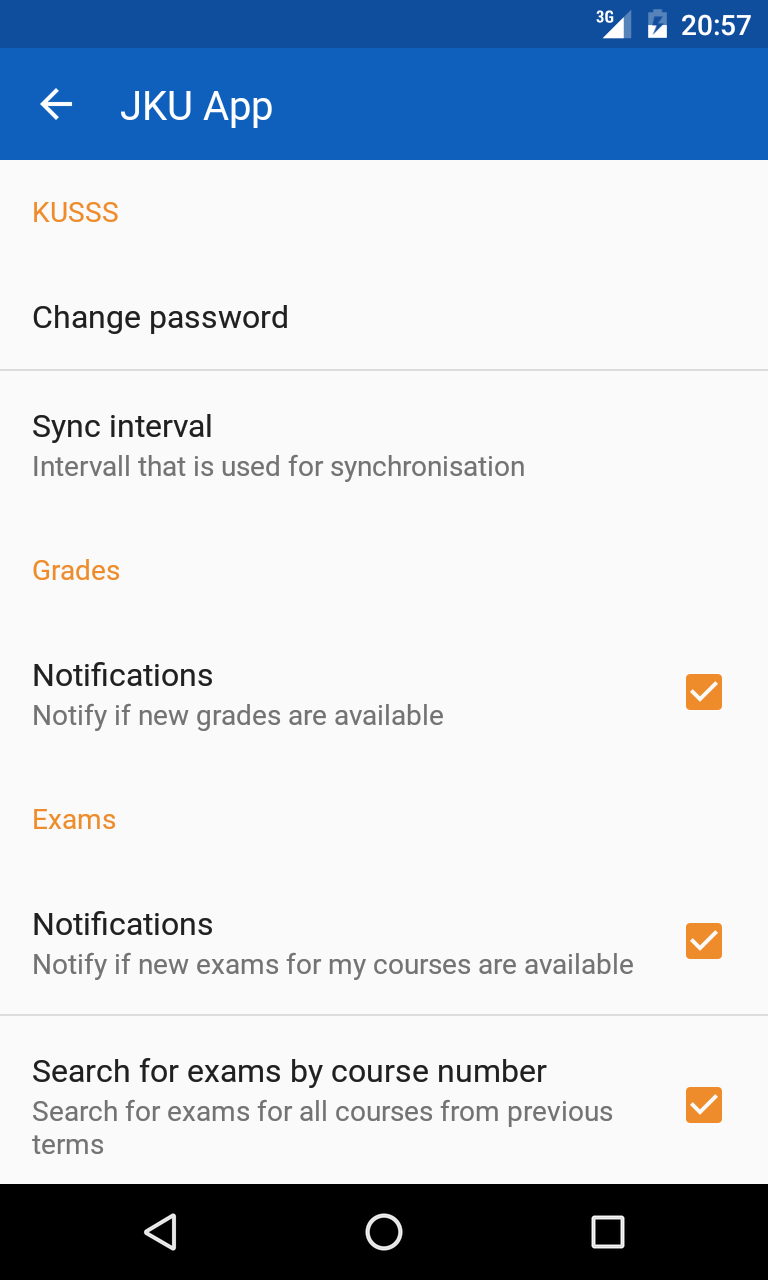 3G 20:57
JKU App
KUSSS
Change password
Sync interval
Intervall that is used for synchronisation
Grades
Notifications
Notify if new grades are available
Exams
Notifications
Notify if new exams for my courses are available
Search for exams by course number
Search for exams for all courses from previous
terms